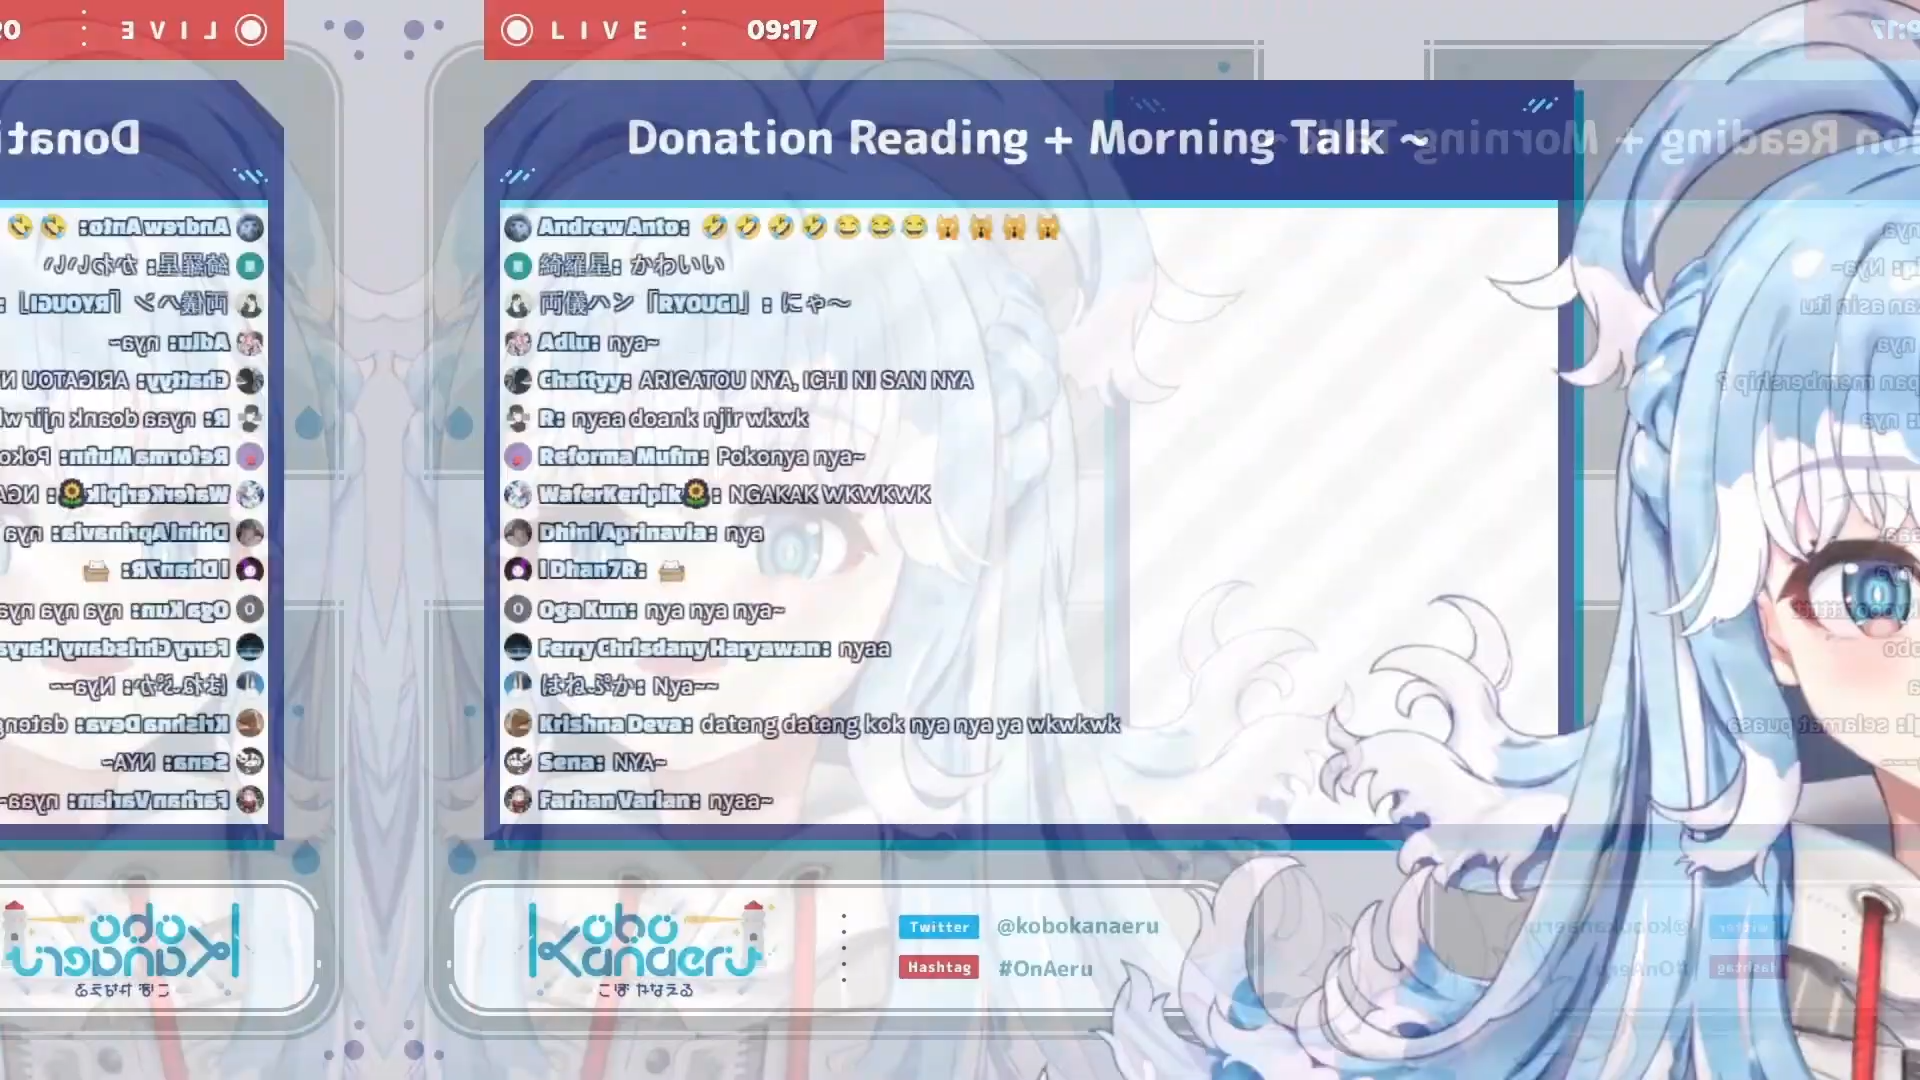 LIVE 09:17
Donation Reading + Morning Talk ~
Andrew Anto: 🤣🤣🤣🤣😂😂😂🙀🙀🙀🙀
綺羅星: かわいい
両儀ハン「RYOUGI」: にゃ〜
Adlu: nya~
Chattyy: ARIGATOU NYA, ICHI NI SAN NYA
R: nyaa doank njir wkwk
Reforma Mufin: Pokonya nya~
WaferKeripik🌻: NGAKAK WKWKWK
Dhini Aprinavia: nya
I Dhan7R:
Oga Kun: nya nya nya~
Ferry Chrisdany Haryawan: nyaa
はね.ぷか: Nya~~
Krishna Deva: dateng dateng kok nya nya ya wkwkwk
Sena: NYA~
Farhan Varian: nyaa~
Kobo Kanaeru
こぼ かなえる
Twitter @kobokanaeru
Hashtag #OnAeru